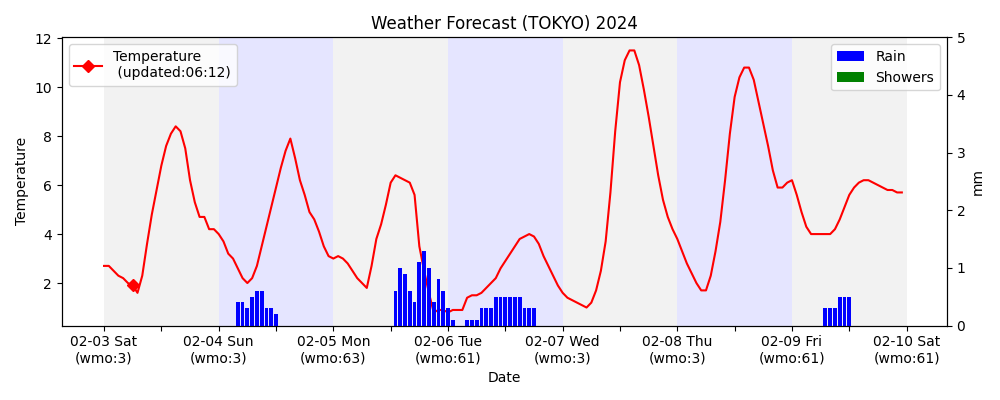 Weather Forecast (TOKYO) 2024
Temperature
(updated:06:12)
Rain
Showers
Temperature
12
10
8
6
4
2
5
4
3
2
1
0
mm
02-03 Sat
(wmo:3)
02-04 Sun
(wmo:3)
02-05 Mon
(wmo:63)
02-06 Tue
(wmo:61)
02-07 Wed
(wmo:3)
02-08 Thu
(wmo:3)
02-09 Fri
(wmo:61)
02-10 Sat
(wmo:61)
Date